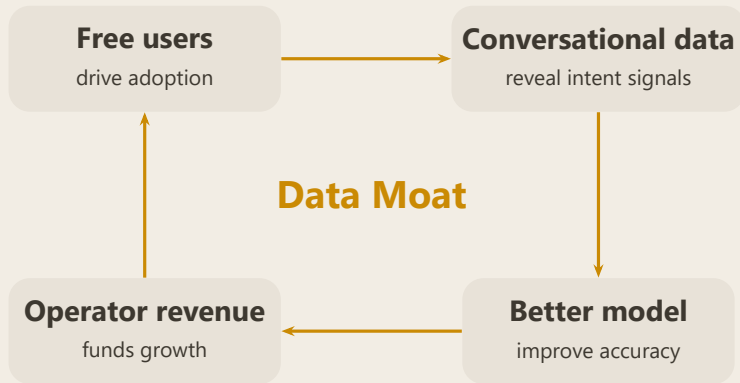 Free users
drive adoption
Conversational data
reveal intent signals
Data Moat
Operator revenue
funds growth
Better model
improve accuracy